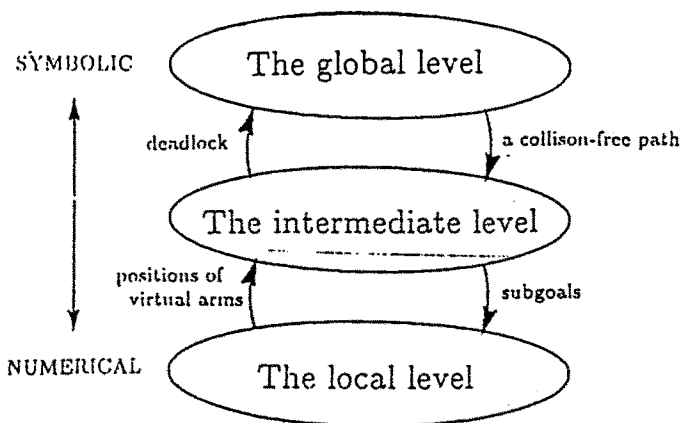 SYMBOLIC
The global level
deadlock
a collison-free path
The intermediate level
positions of
virtual arms
subgoals
NUMERICAL
The local level